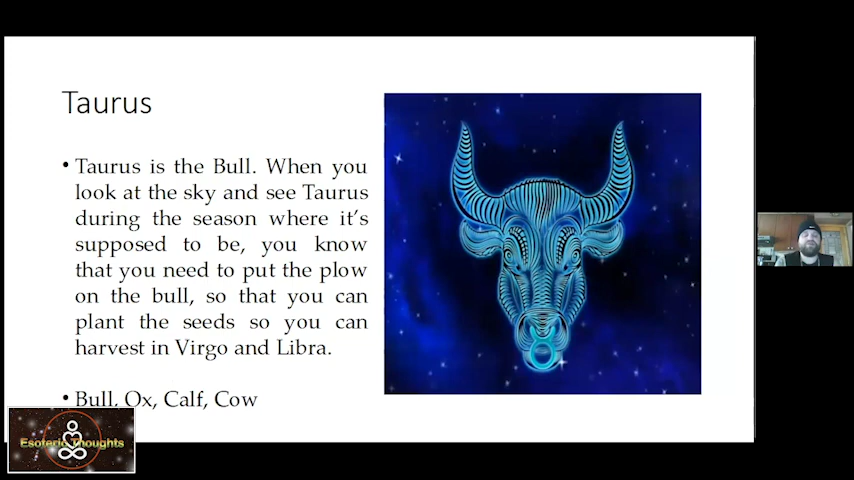 Taurus
• Taurus is the Bull. When you
look at the sky and see Taurus
during the season where it's
supposed to be, you know
that you need to put the plow
on the bull, so that you can
plant the seeds so you can
harvest in Virgo and Libra.
• Bull, Ox, Calf, Cow
Esoteric Thoughts